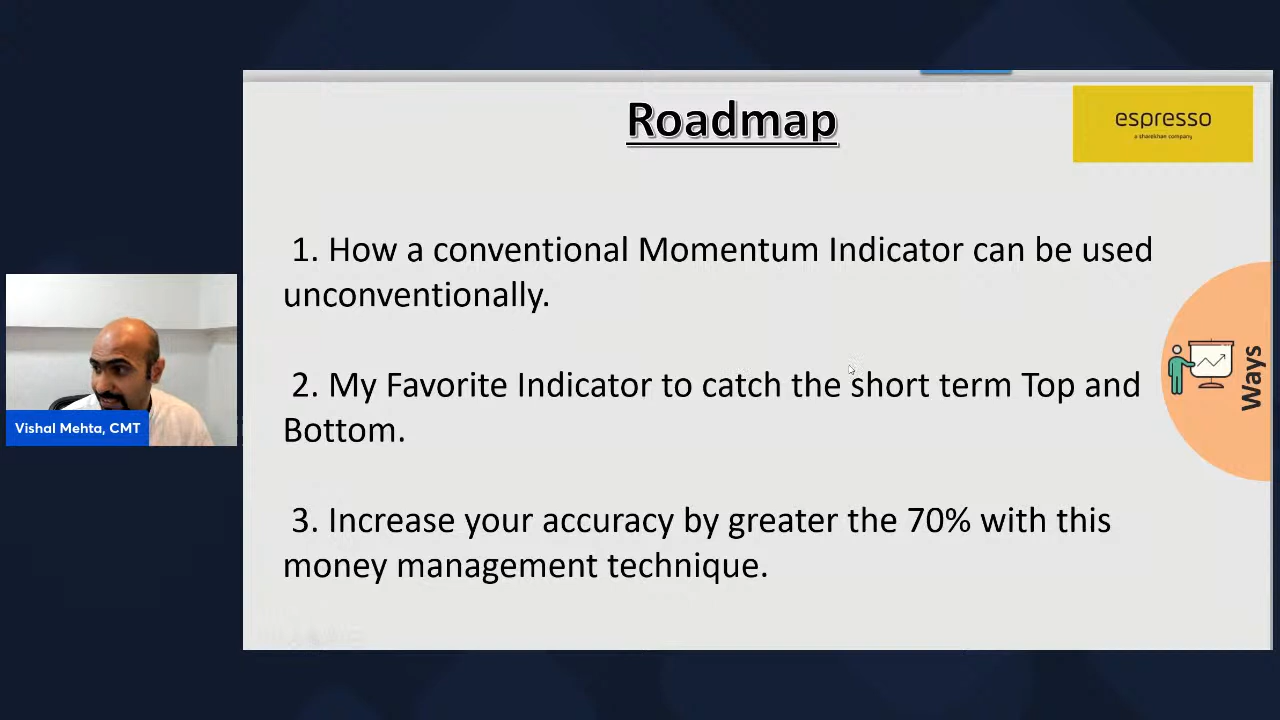 Roadmap
espresso
a sharekhan company
1. How a conventional Momentum Indicator can be used
unconventionally.
2. My Favorite Indicator to catch the short term Top and
Bottom.
Ways
3. Increase your accuracy by greater the 70% with this
money management technique.
Vishal Mehta, CMT